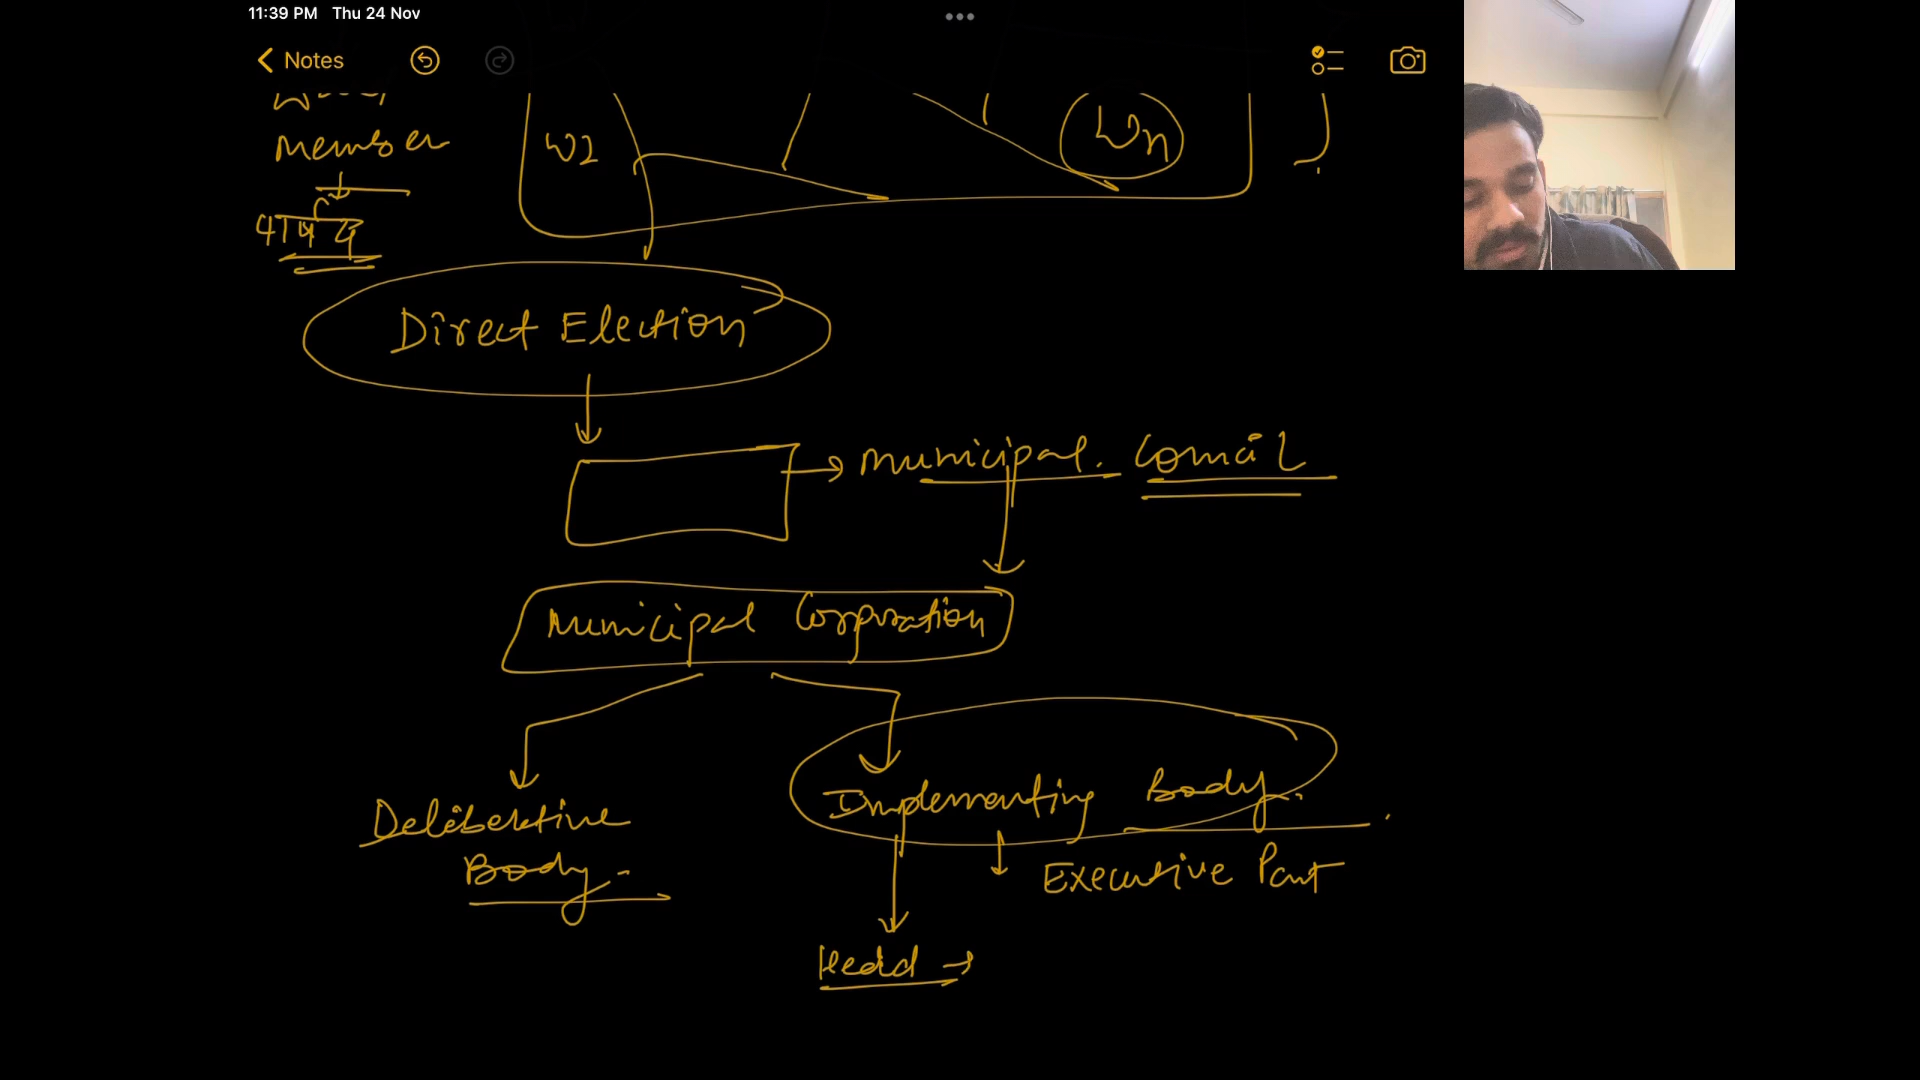 11:39 PM Thu 24 Nov
Notes
Member
W2
Wn
Direct Election
Municipal. Council
Municipal Corporation
Deliberative
Body
Implementing Body
Executive Part
Head →